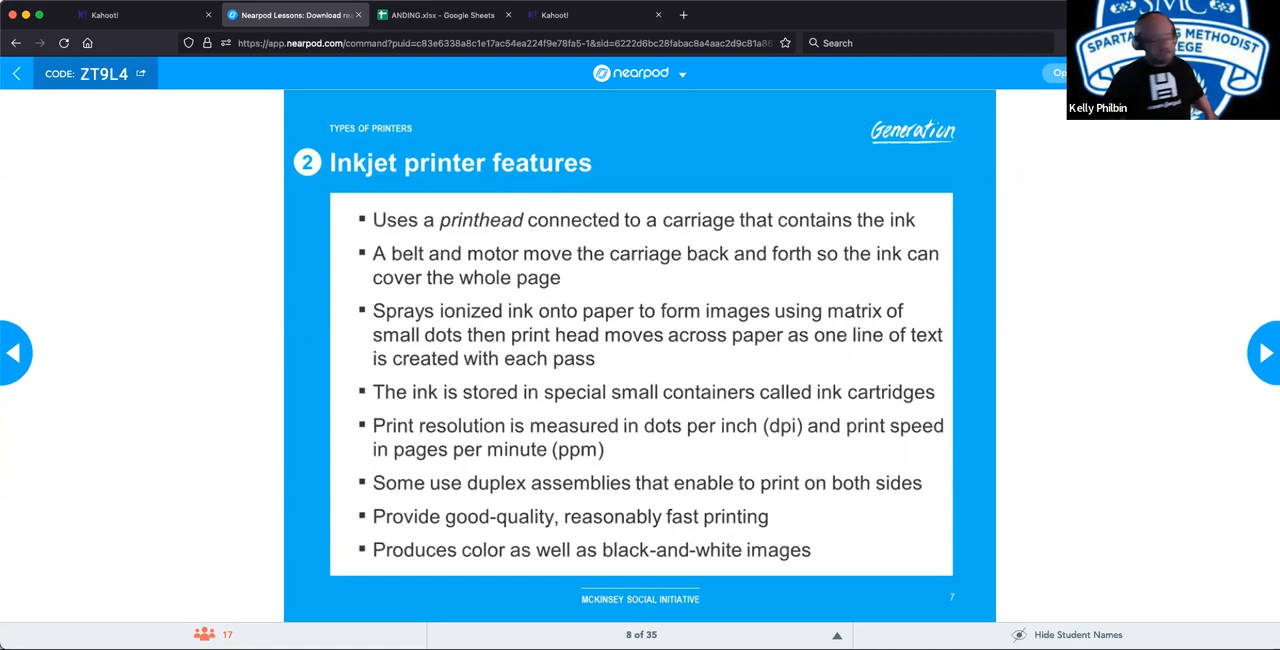 Kahoot!
Nearpod Lessons: Download re
ANDING.xlsx - Google Sheets
Kahoot!
https://app.nearpod.com/command?puid=c83e6338a8c1e17ac54ea224f9e78fa5-1&sid=6222d6bc28fabac8a4aac2d9c81a86
Search
CODE: ZT9L4
nearpod
Op
SMC
METHODIST
Kelly Philbin
TYPES OF PRINTERS
Generation
2 Inkjet printer features
▪ Uses a printhead connected to a carriage that contains the ink
▪ A belt and motor move the carriage back and forth so the ink can
cover the whole page
▪ Sprays ionized ink onto paper to form images using matrix of
small dots then print head moves across paper as one line of text
is created with each pass
▪ The ink is stored in special small containers called ink cartridges
▪ Print resolution is measured in dots per inch (dpi) and print speed
in pages per minute (ppm)
▪ Some use duplex assemblies that enable to print on both sides
▪ Provide good-quality, reasonably fast printing
▪ Produces color as well as black-and-white images
MCKINSEY SOCIAL INITIATIVE
7
17
8 of 35
Hide Student Names